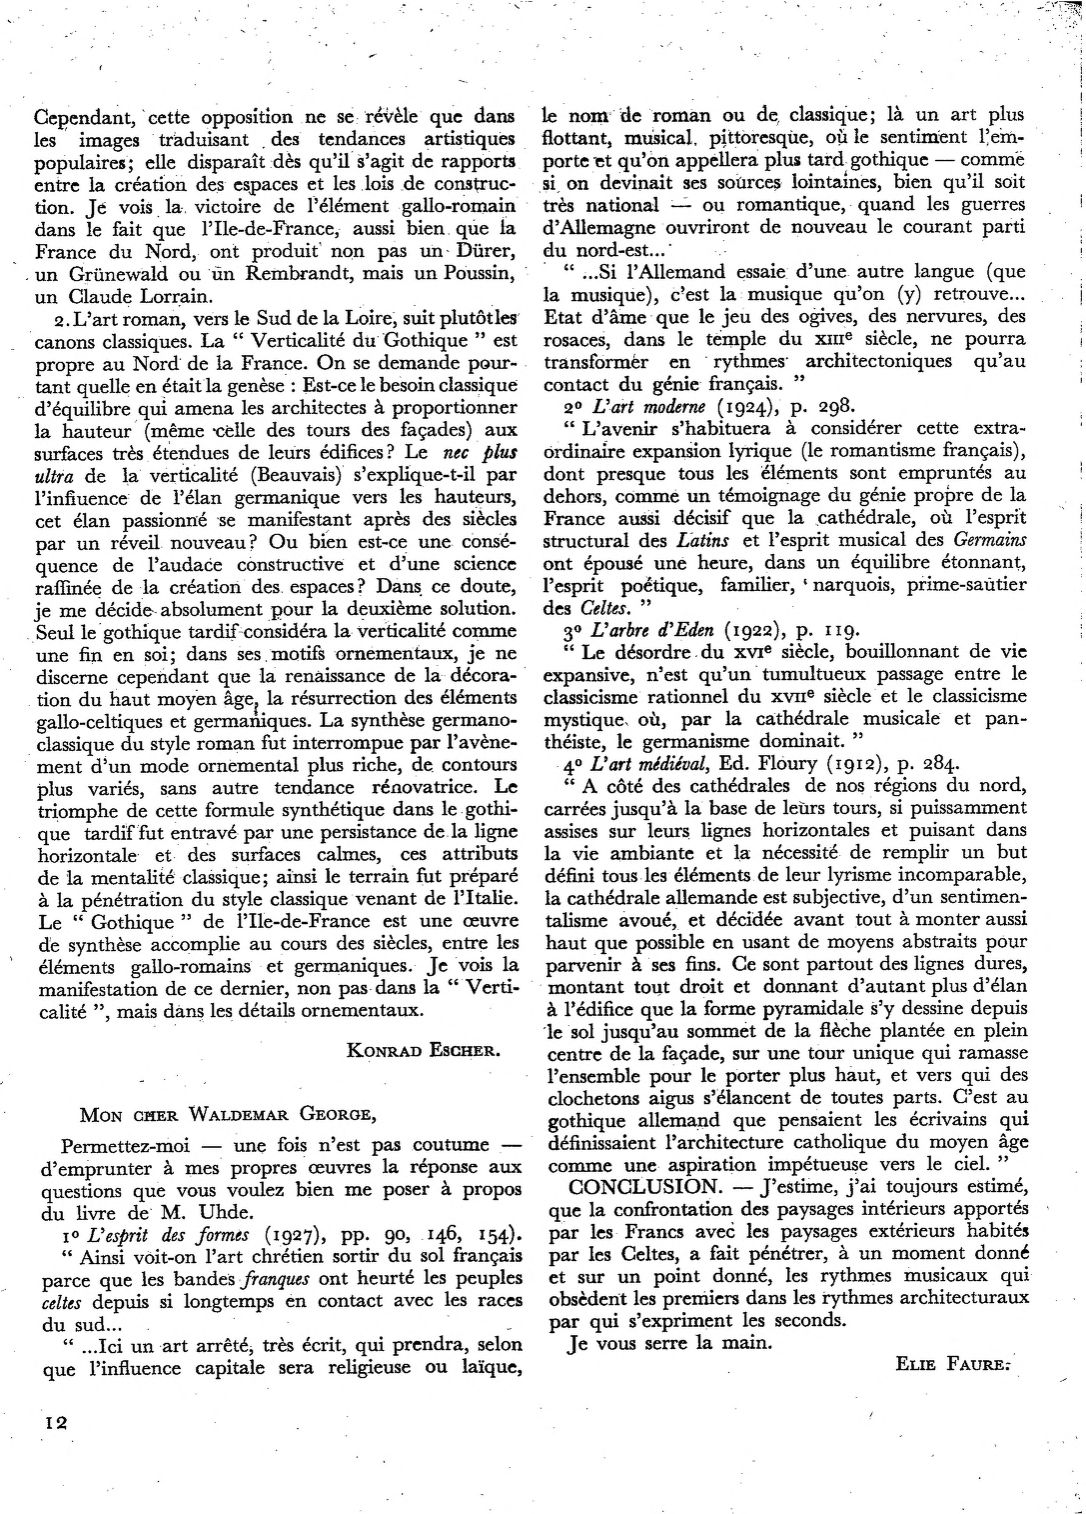 Cependant, cette opposition ne se révèle que dans
les images traduisant des tendances artistiques
populaires; elle disparaît dès qu'il s'agit de rapports
entre la création des espaces et les lois de construc-
tion. Je vois la victoire de l'élément gallo-romain
dans le fait que l'Ile-de-France, aussi bien que la
France du Nord, ont produit non pas un Dürer,
un Grünewald ou un Rembrandt, mais un Poussin,
un Claude Lorrain.
2. L'art roman, vers le Sud de la Loire, suit plutôt les
canons classiques. La “ Verticalité du Gothique ” est
propre au Nord de la France. On se demande pour-
tant quelle en était la genèse : Est-ce le besoin classique
d'équilibre qui amena les architectes à proportionner
la hauteur (même celle des tours des façades) aux
surfaces très étendues de leurs édifices? Le nec plus
ultra de la verticalité (Beauvais) s'explique-t-il par
l'influence de l'élan germanique vers les hauteurs,
cet élan passionné se manifestant après des siècles
par un réveil nouveau? Ou bien est-ce une consé-
quence de l'audace constructive et d'une science
raffinée de la création des espaces? Dans ce doute,
je me décide absolument pour la deuxième solution.
Seul le gothique tardif considéra la verticalité comme
une fin en soi; dans ses motifs ornementaux, je ne
discerne cependant que la renaissance de la décora-
tion du haut moyen âge, la résurrection des éléments
gallo-celtiques et germaniques. La synthèse germano-
classique du style roman fut interrompue par l'avène-
ment d'un mode ornemental plus riche, de contours
plus variés, sans autre tendance rénovatrice. Le
triomphe de cette formule synthétique dans le gothi-
que tardif fut entravé par une persistance de la ligne
horizontale et des surfaces calmes, ces attributs
de la mentalité classique; ainsi le terrain fut préparé
à la pénétration du style classique venant de l'Italie.
Le “ Gothique ” de l'Ile-de-France est une œuvre
de synthèse accomplie au cours des siècles, entre les
éléments gallo-romains et germaniques. Je vois la
manifestation de ce dernier, non pas dans la “ Verti-
calité ”, mais dans les détails ornementaux.
KONRAD ESCHER.
MON CHER WALDEMAR GEORGE,
Permettez-moi — une fois n'est pas coutume —
d'emprunter à mes propres œuvres la réponse aux
questions que vous voulez bien me poser à propos
du livre de M. Uhde.
1º L'esprit des formes (1927), pp. 90, 146, 154).
“ Ainsi voit-on l'art chrétien sortir du sol français
parce que les bandes franques ont heurté les peuples
celtes depuis si longtemps en contact avec les races
du sud...
“ ...Ici un art arrêté, très écrit, qui prendra, selon
que l'influence capitale sera religieuse ou laïque,
12
le nom de roman ou de classique; là un art plus
flottant, musical, pittoresque, où le sentiment l'em-
porte et qu'on appellera plus tard gothique — comme
si on devinait ses sources lointaines, bien qu'il soit
très national — ou romantique, quand les guerres
d'Allemagne ouvriront de nouveau le courant parti
du nord-est...
“ ...Si l'Allemand essaie d'une autre langue (que
la musique), c'est la musique qu'on (y) retrouve...
Etat d'âme que le jeu des ogives, des nervures, des
rosaces, dans le temple du XIIIe siècle, ne pourra
transformer en rythmes architectoniques qu'au
contact du génie français. ”
2º L'art moderne (1924), p. 298.
“ L'avenir s'habituera à considérer cette extra-
ordinaire expansion lyrique (le romantisme français),
dont presque tous les éléments sont empruntés au
dehors, comme un témoignage du génie propre de la
France aussi décisif que la cathédrale, où l'esprit
structural des Latins et l'esprit musical des Germains
ont épousé une heure, dans un équilibre étonnant,
l'esprit poétique, familier, narquois, prime-sautier
des Celtes. ”
3º L'arbre d'Eden (1922), p. 119.
“ Le désordre du XVIe siècle, bouillonnant de vie
expansive, n'est qu'un tumultueux passage entre le
classicisme rationnel du XVIIe siècle et le classicisme
mystique où, par la cathédrale musicale et pan-
théiste, le germanisme dominait. ”
4º L'art médiéval, Ed. Floury (1912), p. 284.
“ A côté des cathédrales de nos régions du nord,
carrées jusqu'à la base de leurs tours, si puissamment
assises sur leurs lignes horizontales et puisant dans
la vie ambiante et la nécessité de remplir un but
défini tous les éléments de leur lyrisme incomparable,
la cathédrale allemande est subjective, d'un sentimen-
talisme avoué, et décidée avant tout à monter aussi
haut que possible en usant de moyens abstraits pour
parvenir à ses fins. Ce sont partout des lignes dures,
montant tout droit et donnant d'autant plus d'élan
à l'édifice que la forme pyramidale s'y dessine depuis
le sol jusqu'au sommet de la flèche plantée en plein
centre de la façade, sur une tour unique qui ramasse
l'ensemble pour le porter plus haut, et vers qui des
clochetons aigus s'élancent de toutes parts. C'est au
gothique allemand que pensaient les écrivains qui
définissaient l'architecture catholique du moyen âge
comme une aspiration impétueuse vers le ciel. ”
CONCLUSION. — J'estime, j'ai toujours estimé,
que la confrontation des paysages intérieurs apportés
par les Francs avec les paysages extérieurs habités
par les Celtes, a fait pénétrer, à un moment donné
et sur un point donné, les rythmes musicaux qui
obsèdent les premiers dans les rythmes architecturaux
par qui s'expriment les seconds.
Je vous serre la main.
ELIE FAURE.